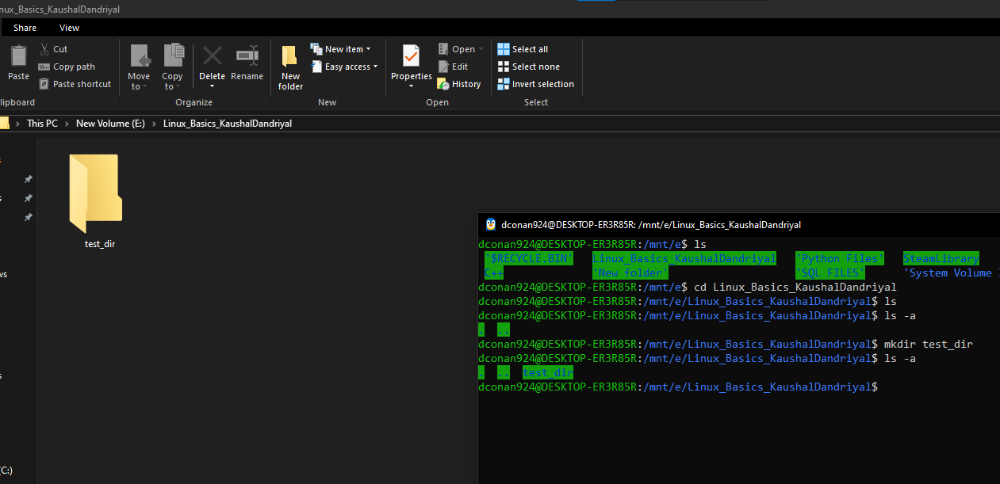 nux_Basics_KaushalDandriyal
Share View
Paste
Cut
Copy path
Paste shortcut
lipboard
Move to
Copy to
Delete
Rename
Organize
New folder
New item
Easy access
New
Properties
Open
Edit
History
Open
Select all
Select none
Invert selection
Select
This PC > New Volume (E:) > Linux_Basics_KaushalDandriyal
test_dir
ws
(C:)
dconan924@DESKTOP-ER3R85R: /mnt/e/Linux_Basics_KaushalDandriyal
dconan924@DESKTOP-ER3R85R:/mnt/e$ ls
'$RECYCLE.BIN' Linux_Basics_KaushalDandriyal 'Python Files' SteamLibrary
C++ 'New folder' 'SQL FILES' 'System Volume
dconan924@DESKTOP-ER3R85R:/mnt/e$ cd Linux_Basics_KaushalDandriyal
dconan924@DESKTOP-ER3R85R:/mnt/e/Linux_Basics_KaushalDandriyal$ ls
dconan924@DESKTOP-ER3R85R:/mnt/e/Linux_Basics_KaushalDandriyal$ ls -a
. ..
dconan924@DESKTOP-ER3R85R:/mnt/e/Linux_Basics_KaushalDandriyal$ mkdir test_dir
dconan924@DESKTOP-ER3R85R:/mnt/e/Linux_Basics_KaushalDandriyal$ ls -a
. .. test_dir
dconan924@DESKTOP-ER3R85R:/mnt/e/Linux_Basics_KaushalDandriyal$